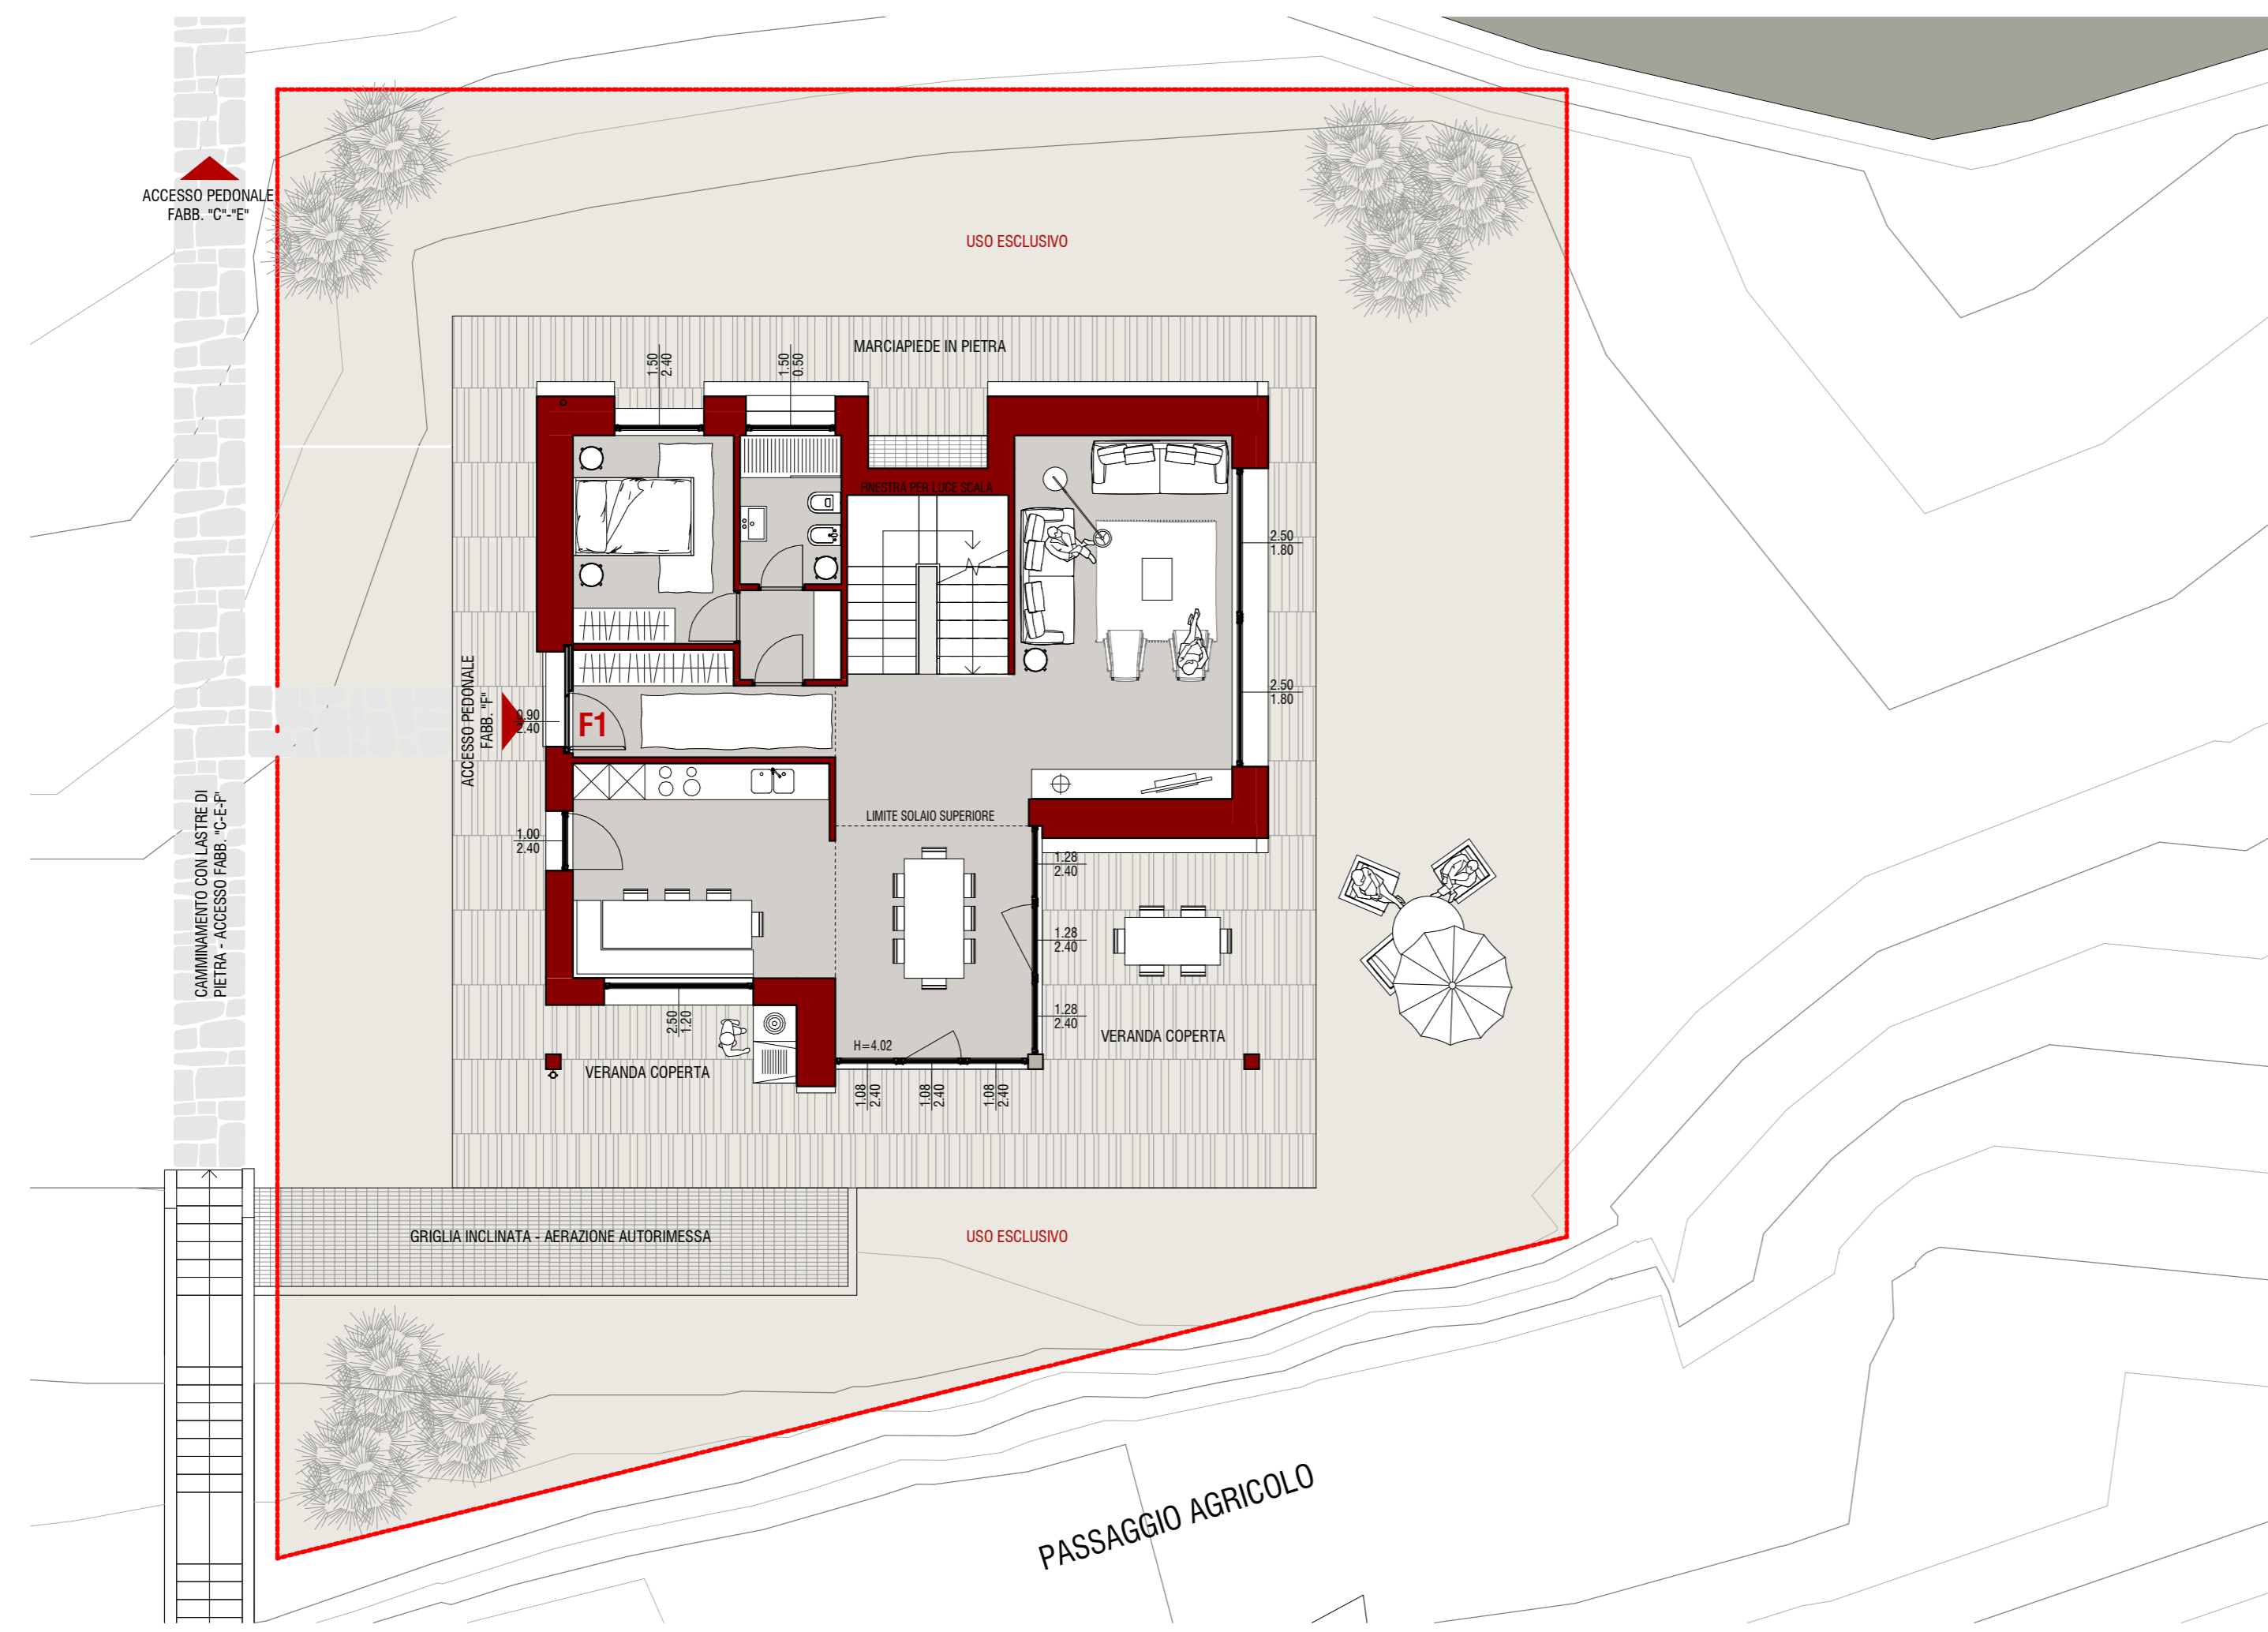 ACCESSO PEDONALE
FABB. "C"-"E"
USO ESCLUSIVO
MARCIAPIEDE IN PIETRA
1.50
2.40
1.50
0.50
FINESTRA PER LUCE SCALA
2.50
1.80
2.50
1.80
ACCESSO PEDONALE
FABB. "F"
0.90
2.40
F1
CAMMINAMENTO CON LASTRE DI
PIETRA - ACCESSO FABB. "C-E-F"
LIMITE SOLAIO SUPERIORE
1.00
2.40
1.28
2.40
1.28
2.40
1.28
2.40
2.50
1.20
H=4.02
VERANDA COPERTA
VERANDA COPERTA
1.08
2.40
1.08
2.40
1.08
2.40
GRIGLIA INCLINATA - AERAZIONE AUTORIMESSA
USO ESCLUSIVO
PASSAGGIO AGRICOLO